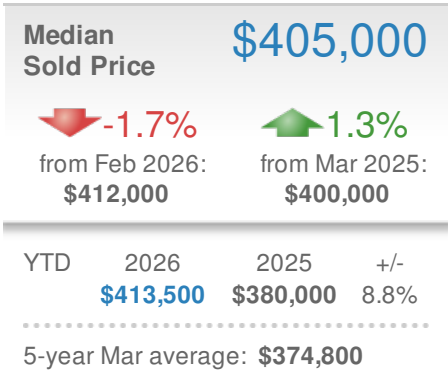 Median $405,000
Sold Price
-1.7% 1.3%
from Feb 2026: from Mar 2025:
$412,000 $400,000
YTD 2026 2025 +/-
$413,500 $380,000 8.8%
5-year Mar average: $374,800